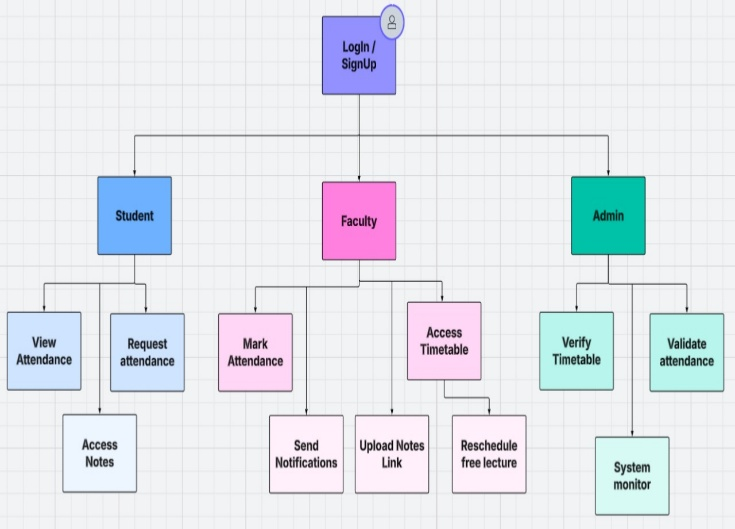 LogIn /
SignUp
Student
Faculty
Admin
View
Attendance
Request
attendance
Mark
Attendance
Access
Timetable
Verify
Timetable
Validate
attendance
Access
Notes
Send
Notifications
Upload Notes
Link
Reschedule
free lecture
System
monitor